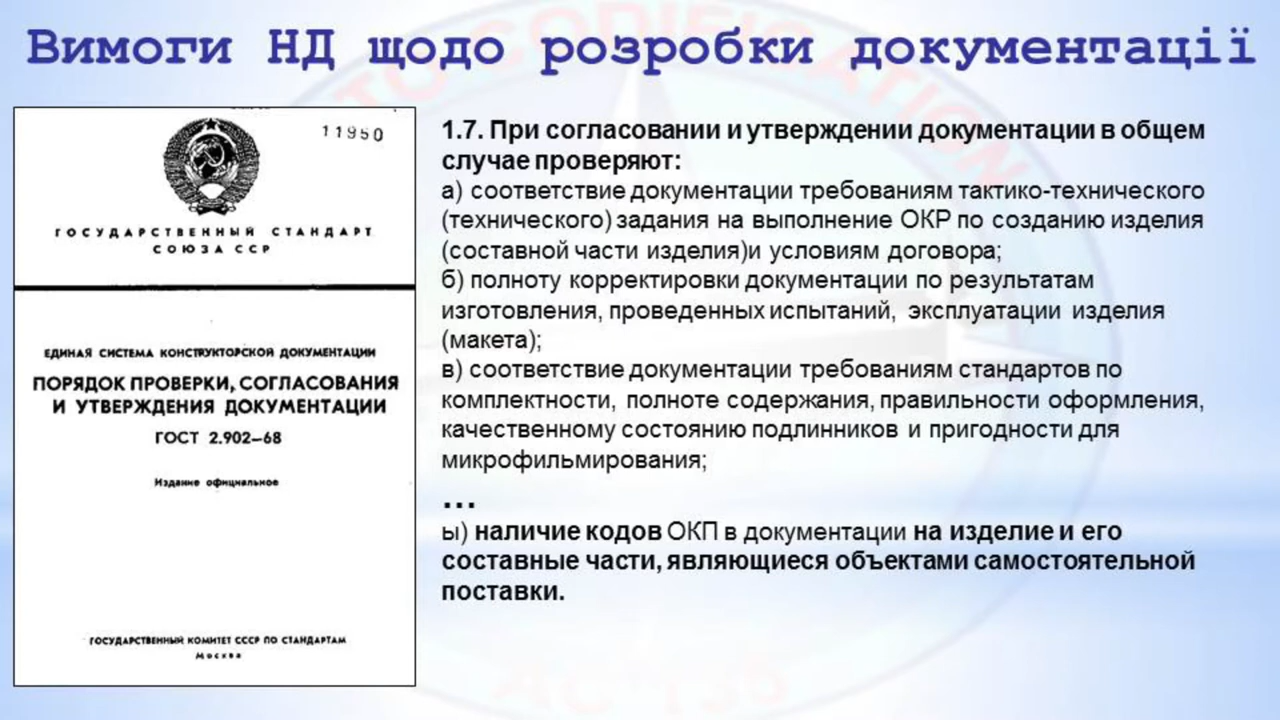 Вимоги НД щодо розробки документації
11950
ГОСУДАРСТВЕННЫЙ СТАНДАРТ
СОЮЗА ССР
ЕДИНАЯ СИСТЕМА КОНСТРУКТОРСКОЙ ДОКУМЕНТАЦИИ
ПОРЯДОК ПРОВЕРКИ, СОГЛАСОВАНИЯ
И УТВЕРЖДЕНИЯ ДОКУМЕНТАЦИИ
ГОСТ 2.902–68
Издание официальное
ГОСУДАРСТВЕННЫЙ КОМИТЕТ СССР ПО СТАНДАРТАМ
Москва
1.7. При согласовании и утверждении документации в общем
случае проверяют:
а) соответствие документации требованиям тактико-технического
(технического) задания на выполнение ОКР по созданию изделия
(составной части изделия)и условиям договора;
б) полноту корректировки документации по результатам
изготовления, проведенных испытаний, эксплуатации изделия
(макета);
в) соответствие документации требованиям стандартов по
комплектности, полноте содержания, правильности оформления,
качественному состоянию подлинников и пригодности для
микрофильмирования;
...
ы) наличие кодов ОКП в документации на изделие и его
составные части, являющиеся объектами самостоятельной
поставки.